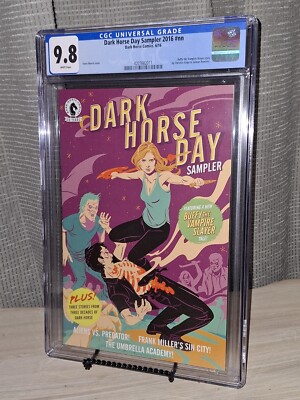 CGC UNIVERSAL GRADE
Dark Horse Day Sampler 2016 #nn
Dark Horse Comics, 6/16
9.8
DARK
HORSE
DAY
SAMPLER
FEATURING A NEW
BUFFY THE
VAMPIRE
SLAYER
TALE!
PLUS!
THREE STORIES FROM
THREE DECADES OF
DARK HORSE
ALIENS VS. PREDATOR!
FRANK MILLER'S SIN CITY!
THE UMBRELLA ACADEMY!